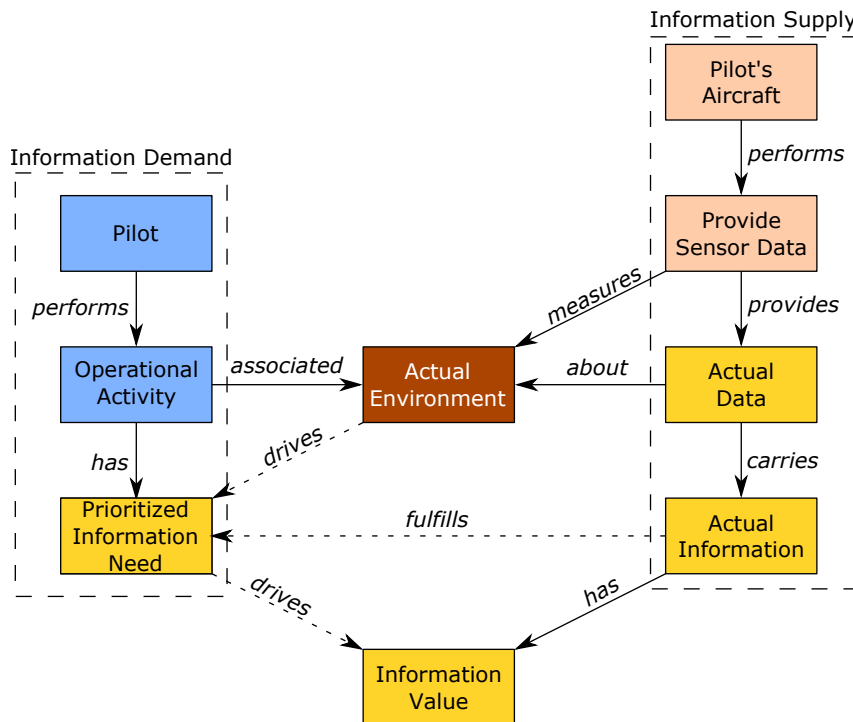 Information Supply
Pilot's
Aircraft
performs
Information Demand
Pilot
Provide
Sensor Data
measures
performs
provides
Operational
Activity
associated
Actual
Environment
about
Actual
Data
drives
has
carries
Prioritized
Information
Need
fulfills
Actual
Information
drives
has
Information
Value